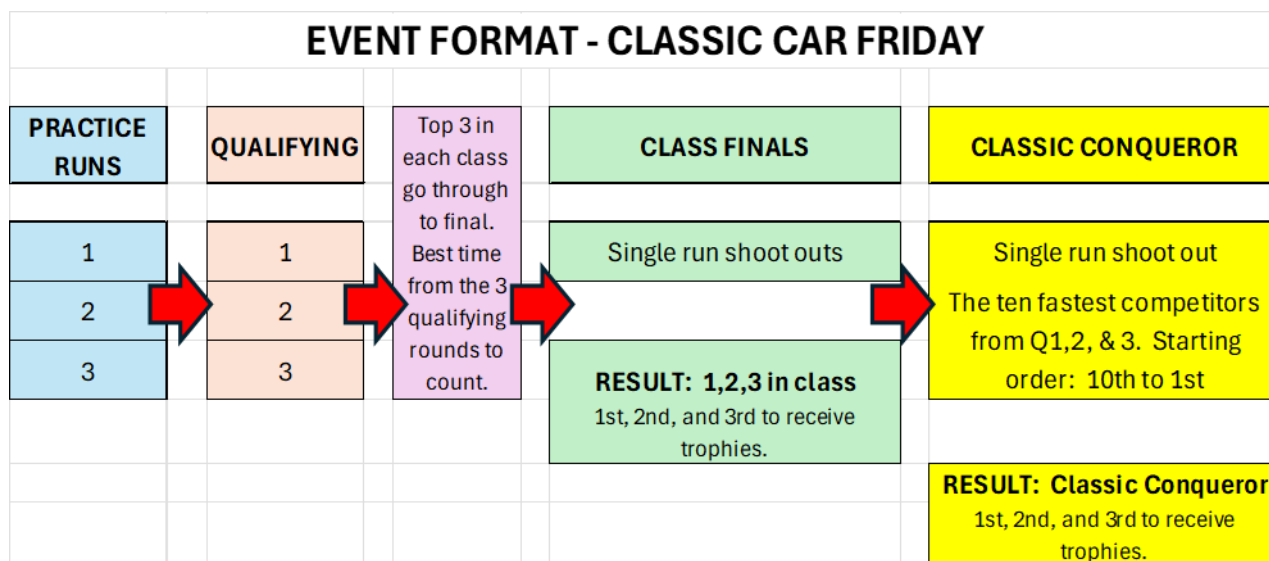 EVENT FORMAT - CLASSIC CAR FRIDAY
PRACTICE
RUNS
1
2
3
QUALIFYING
1
2
3
Top 3 in
each class
go through
to final.
Best time
from the 3
qualifying
rounds to
count.
CLASS FINALS
Single run shoot outs
RESULT: 1,2,3 in class
1st, 2nd, and 3rd to receive
trophies.
CLASSIC CONQUEROR
Single run shoot out
The ten fastest competitors
from Q1,2, & 3. Starting
order: 10th to 1st
RESULT: Classic Conqueror
1st, 2nd, and 3rd to receive
trophies.